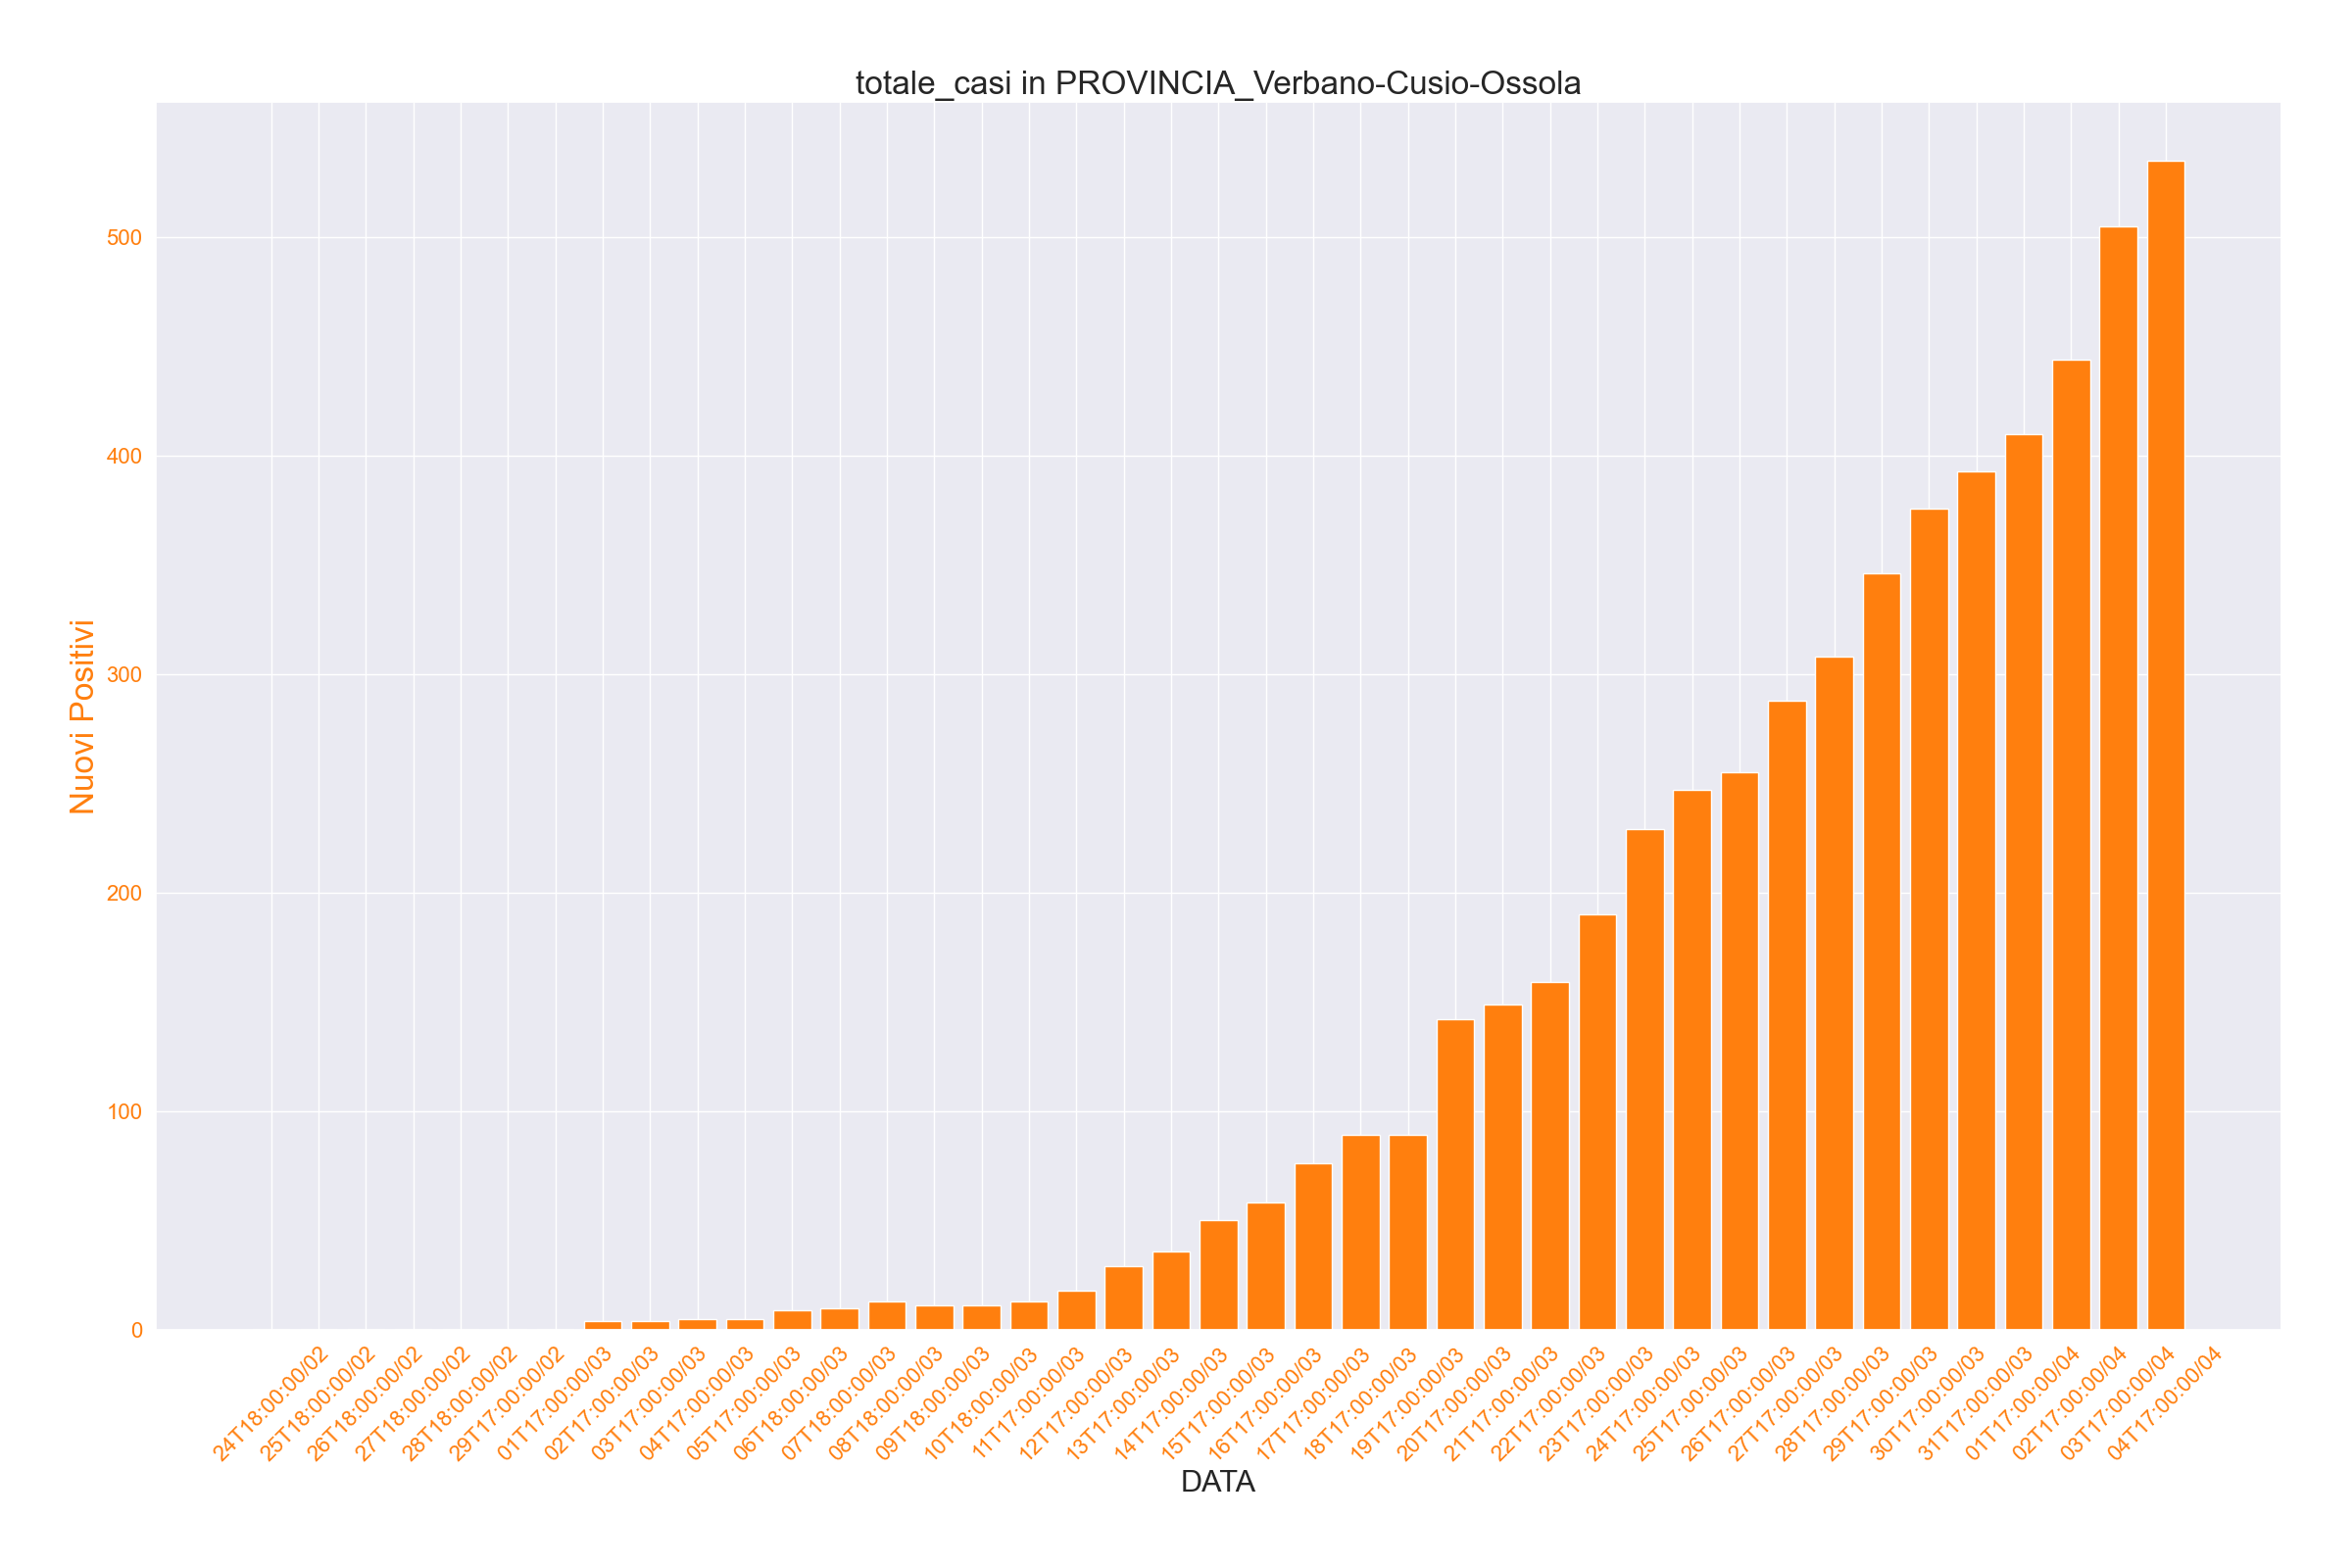 totale_casi in PROVINCIA_Verbano-Cusio-Ossola
Nuovi Positivi
500
400
300
200
100
0
24T18:00:00/02
25T18:00:00/02
26T18:00:00/02
27T18:00:00/02
28T18:00:00/02
29T17:00:00/02
01T17:00:00/03
02T17:00:00/03
03T17:00:00/03
04T17:00:00/03
05T17:00:00/03
06T18:00:00/03
07T18:00:00/03
08T18:00:00/03
09T18:00:00/03
10T18:00:00/03
11T17:00:00/03
12T17:00:00/03
13T17:00:00/03
14T17:00:00/03
15T17:00:00/03
16T17:00:00/03
17T17:00:00/03
18T17:00:00/03
19T17:00:00/03
20T17:00:00/03
21T17:00:00/03
22T17:00:00/03
23T17:00:00/03
24T17:00:00/03
25T17:00:00/03
26T17:00:00/03
27T17:00:00/03
28T17:00:00/03
29T17:00:00/03
30T17:00:00/03
31T17:00:00/03
01T17:00:00/04
02T17:00:00/04
03T17:00:00/04
04T17:00:00/04
DATA